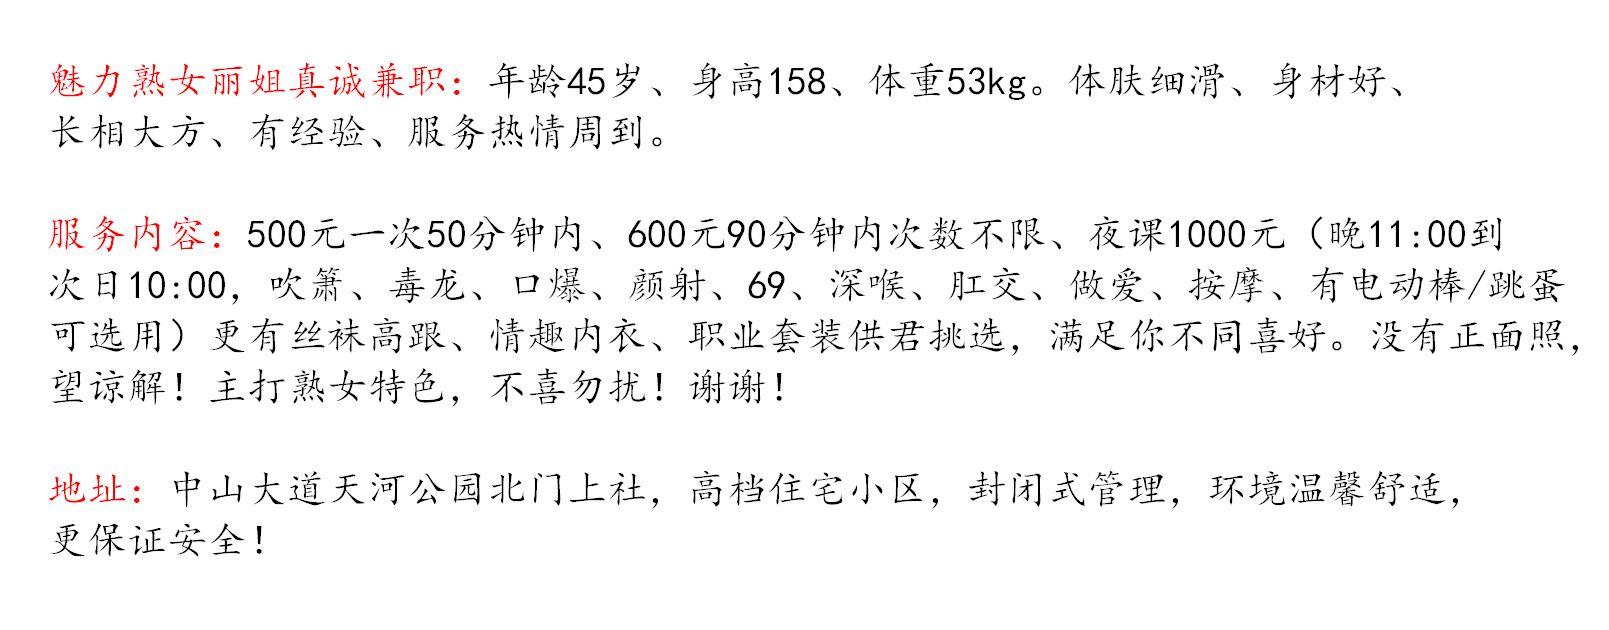 魅力熟女丽姐真诚兼职：年龄45岁、身高158、体重53kg。体肤细滑、身材好、
长相大方、有经验、服务热情周到。
服务内容：500元一次50分钟内、600元90分钟内次数不限、夜课1000元（晚11:00到
次日10:00，吹箫、毒龙、口爆、颜射、69、深喉、肛交、做爱、按摩、有电动棒/跳蛋
可选用）更有丝袜高跟、情趣内衣、职业套装供君挑选，满足你不同喜好。没有正面照，
望谅解！主打熟女特色，不喜勿扰！谢谢！
地址：中山大道天河公园北门上社，高档住宅小区，封闭式管理，环境温馨舒适，
更保证安全！